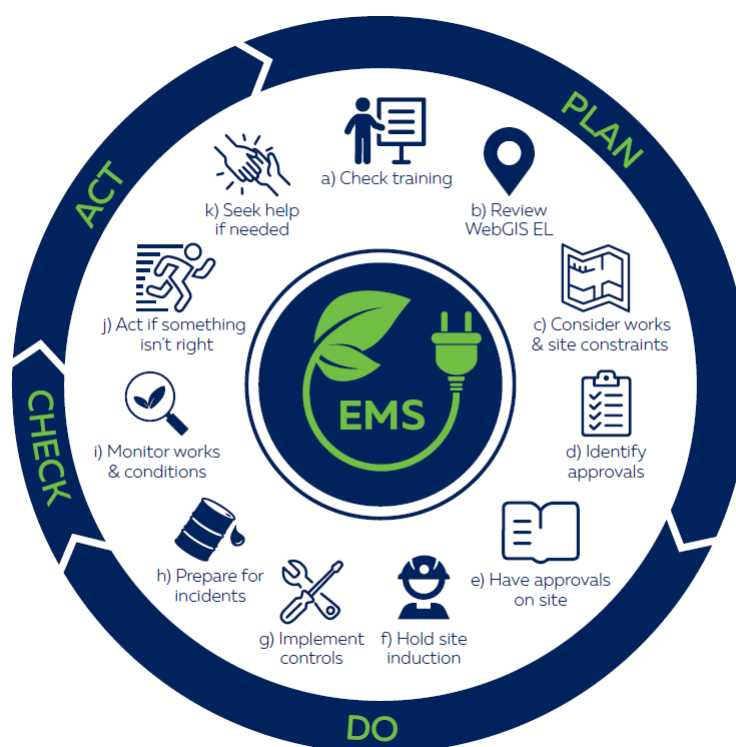 PLAN
a) Check training
b) Review
WebGIS EL
c) Consider works
& site constraints
d) Identify
approvals
DO
e) Have approvals
on site
f) Hold site
induction
g) Implement
controls
h) Prepare for
incidents
CHECK
i) Monitor works
& conditions
ACT
j) Act if something
isn't right
k) Seek help
if needed
EMS